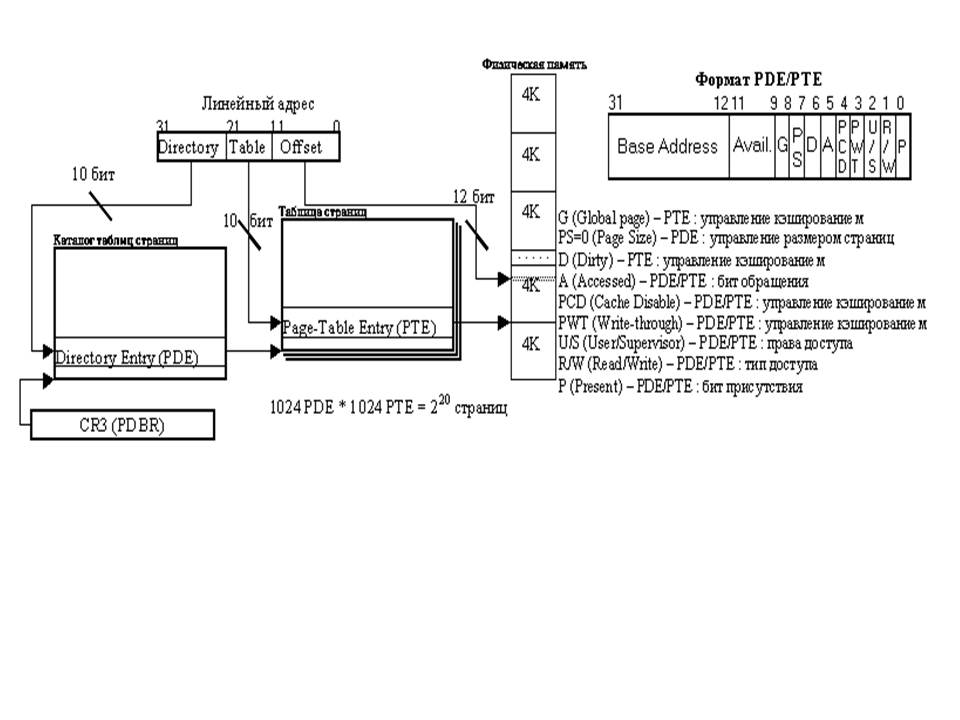 Физическая память
4K
4K
4K
4K
4K
Линейный адрес
31 21 11 0
Directory Table Offset
10 бит
10 бит
12 бит
Каталог таблиц страниц
Directory Entry (PDE)
CR3 (PDBR)
Таблица страниц
Page-Table Entry (PTE)
1024 PDE * 1024 PTE = 2^20 страниц
Формат PDE/PTE
31 12 11 9 8 7 6 5 4 3 2 1 0
Base Address Avail. G PS D A PCD PWT U/S R/W P
G (Global page) – PTE : управление кэшированием
PS=0 (Page Size) – PDE : управление размером страниц
D (Dirty) – PTE : управление кэшированием
A (Accessed) – PDE/PTE : бит обращения
PCD (Cache Disable) – PDE/PTE : управление кэшированием
PWT (Write-through) – PDE/PTE : управление кэшированием
U/S (User/Supervisor) – PDE/PTE : права доступа
R/W (Read/Write) – PDE/PTE : тип доступа
P (Present) – PDE/PTE : бит присутствия